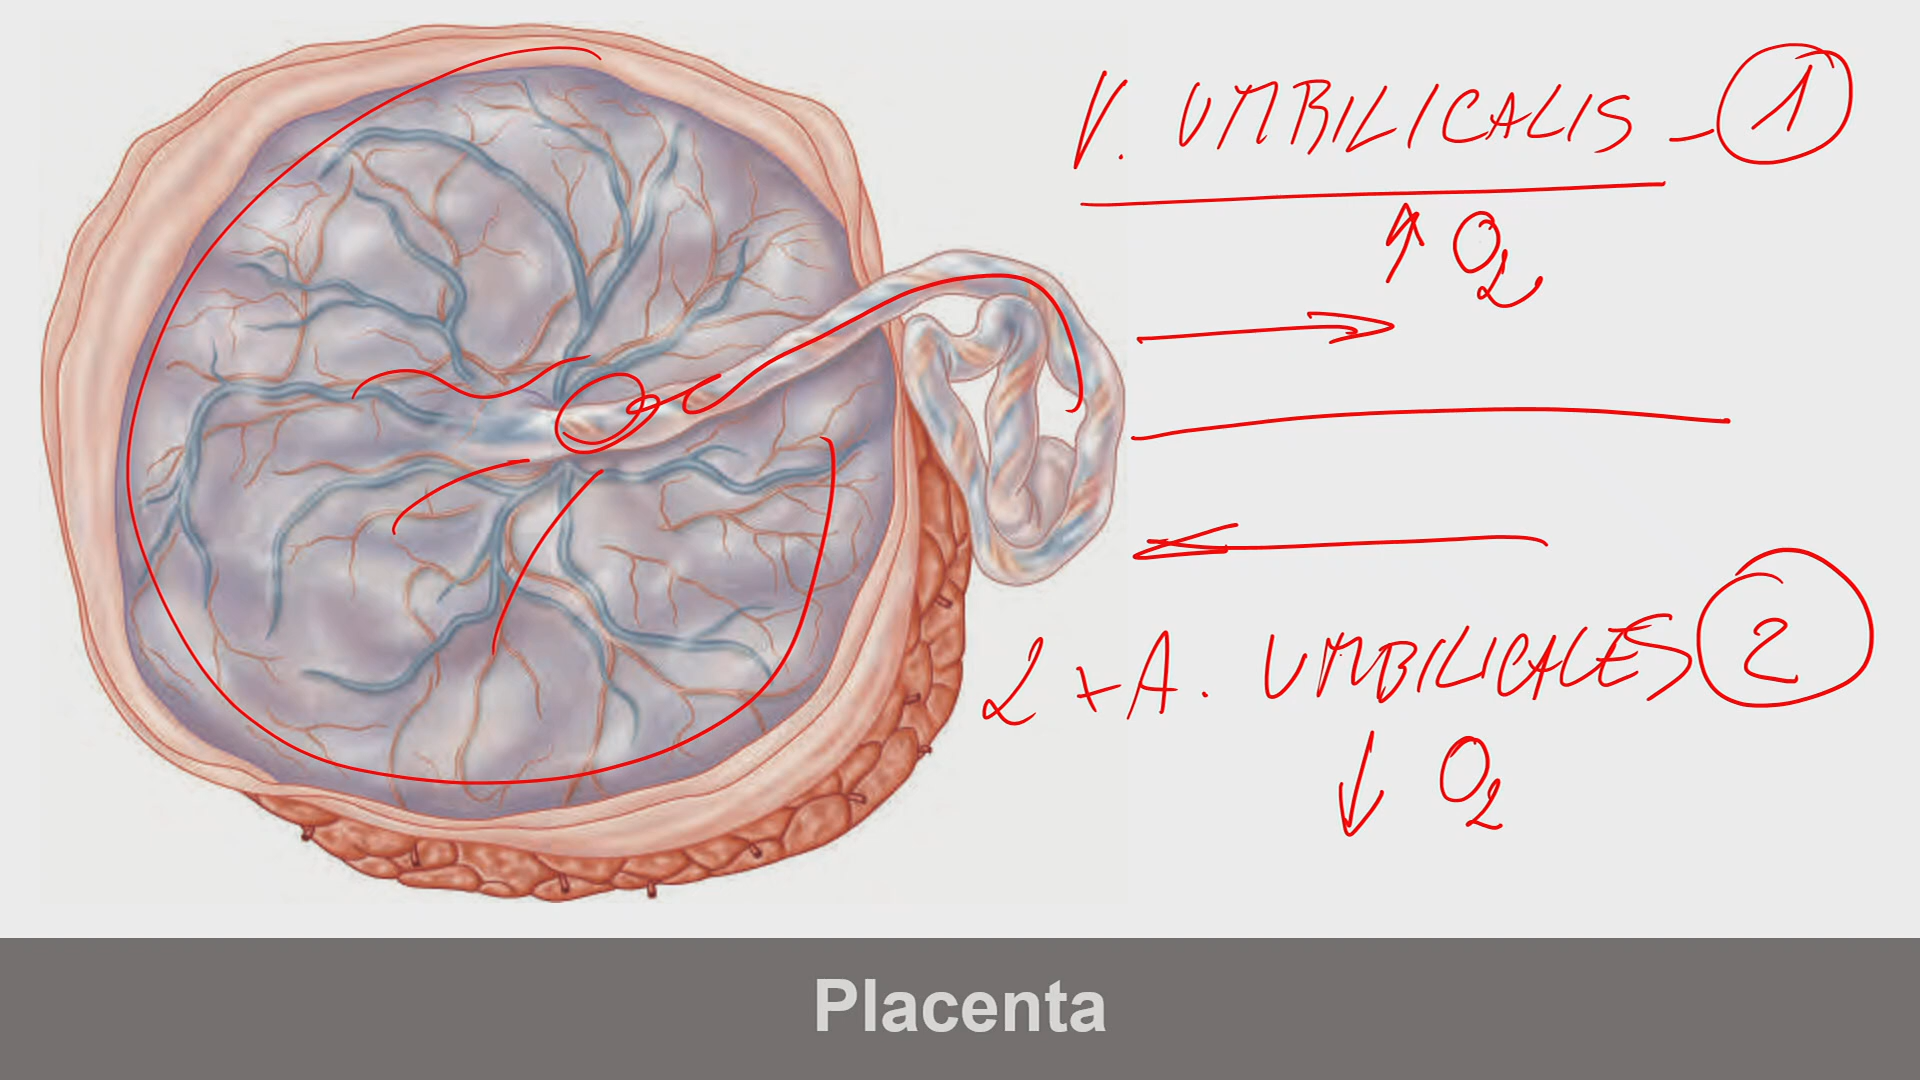 V. UMBILICALIS - 1
↑ O2
2 × A. UMBILICALES 2
↓ O2
Placenta